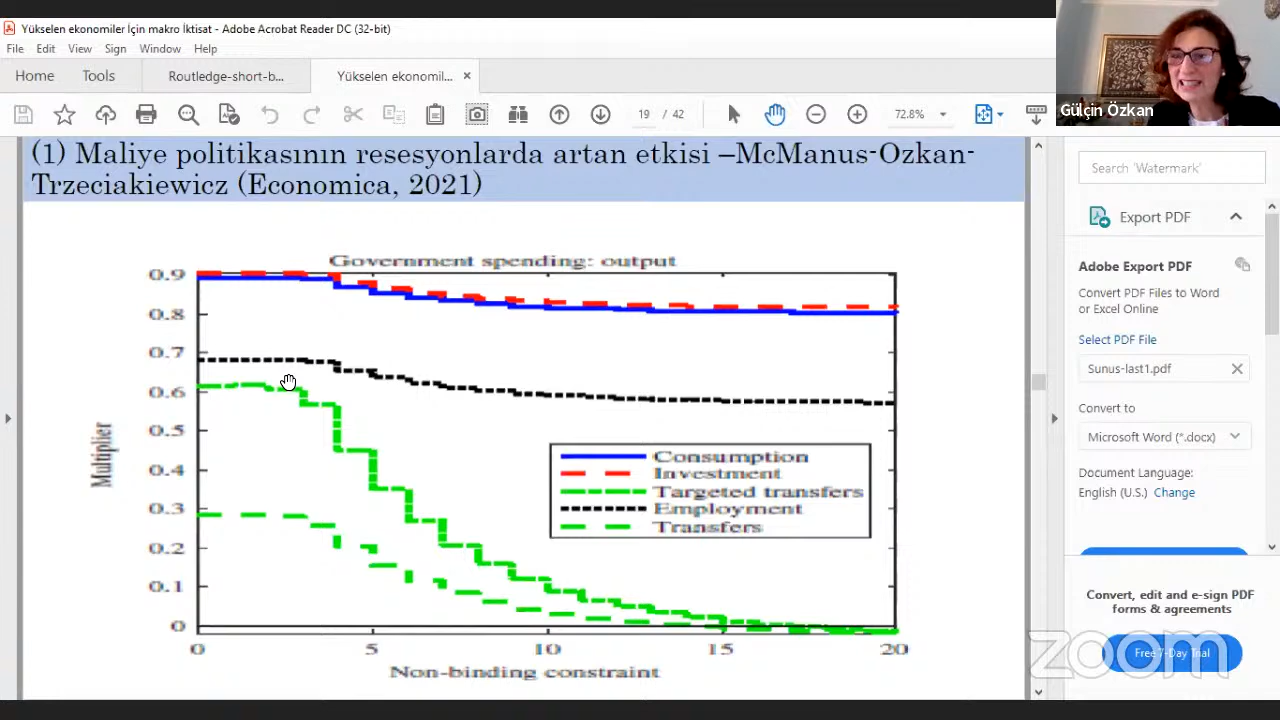 Yükselen ekonomiler İçin makro İktisat - Adobe Acrobat Reader DC (32-bit)
File Edit View Sign Window Help
Home Tools Routledge-short-b... Yükselen ekonomil... ×
19 / 42 72.8%
Gülçin Özkan
(1) Maliye politikasının resesyonlarda artan etkisi –McManus-Ozkan-
Trzeciakiewicz (Economica, 2021)
Government spending: output
0.9
0.8
0.7
0.6
0.5
0.4
0.3
0.2
0.1
0
Multiplier
Consumption
Investment
Targeted transfers
Employment
Transfers
0 5 10 15 20
Non-binding constraint
Search 'Watermark'
Export PDF
Adobe Export PDF
Convert PDF Files to Word
or Excel Online
Select PDF File
Sunus-last1.pdf
Convert to
Microsoft Word (*.docx)
Document Language:
English (U.S.) Change
Convert, edit and e-sign PDF
forms & agreements
Free 7-Day Trial
zoom